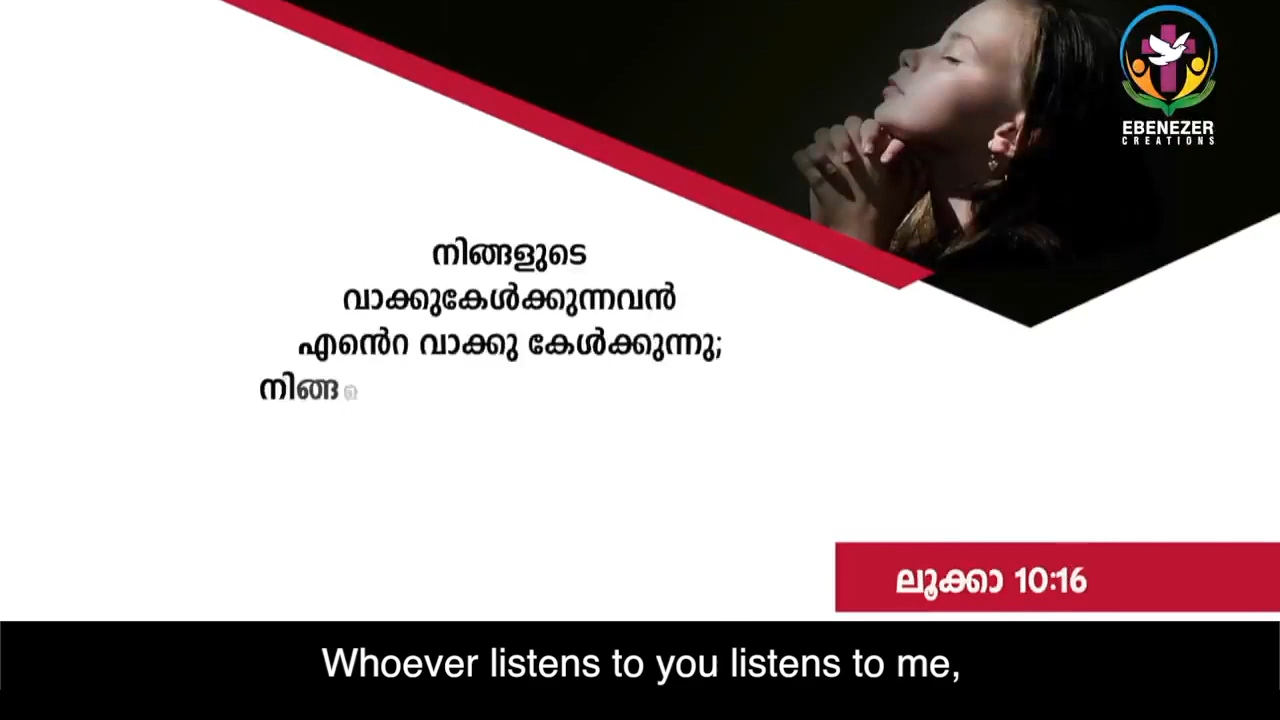 EBENEZER
CREATIONS
നിങ്ങളുടെ
വാക്കുകേൾക്കുന്നവൻ
എൻെറ വാക്കു കേൾക്കുന്നു;
നിങ്ങ
ലൂക്കാ 10:16
Whoever listens to you listens to me,